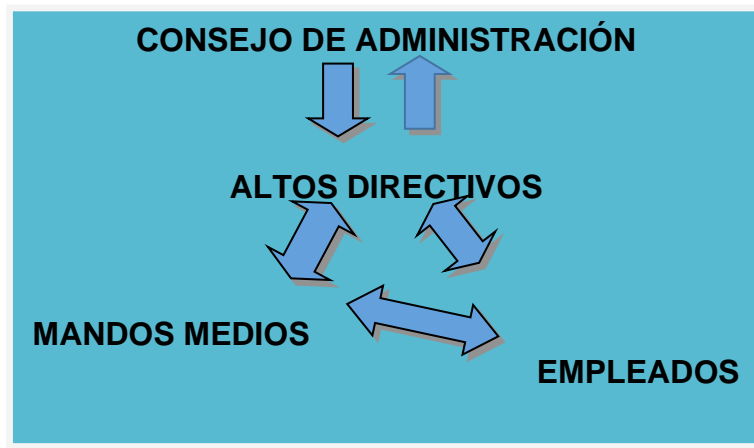 CONSEJO DE ADMINISTRACIÓN
ALTOS DIRECTIVOS
MANDOS MEDIOS
EMPLEADOS